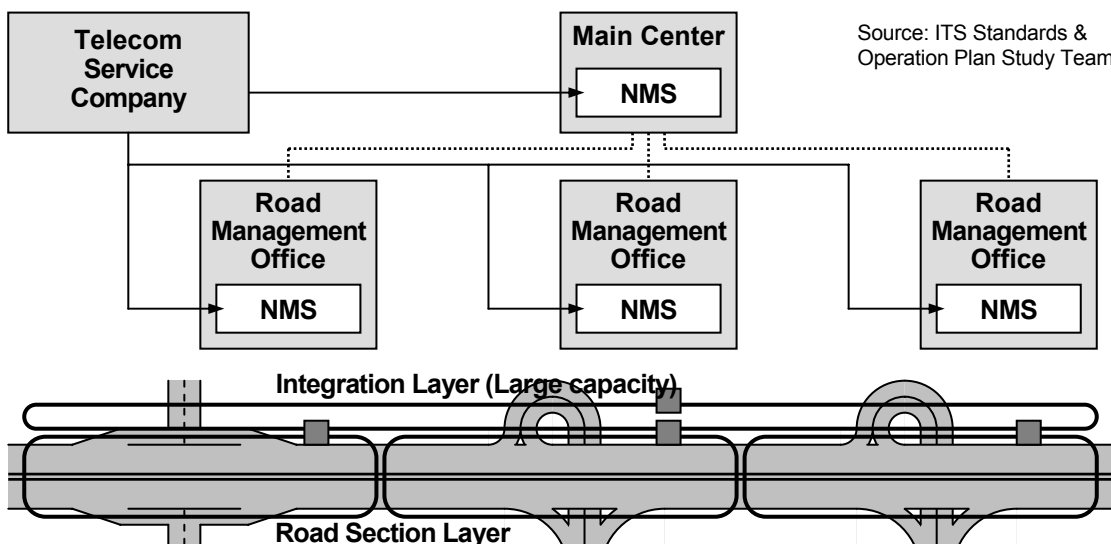 Telecom
Service
Company
Main Center
NMS
Source: ITS Standards &
Operation Plan Study Team
Road
Management
Office
NMS
Road
Management
Office
NMS
Road
Management
Office
NMS
Integration Layer (Large capacity)
Road Section Layer